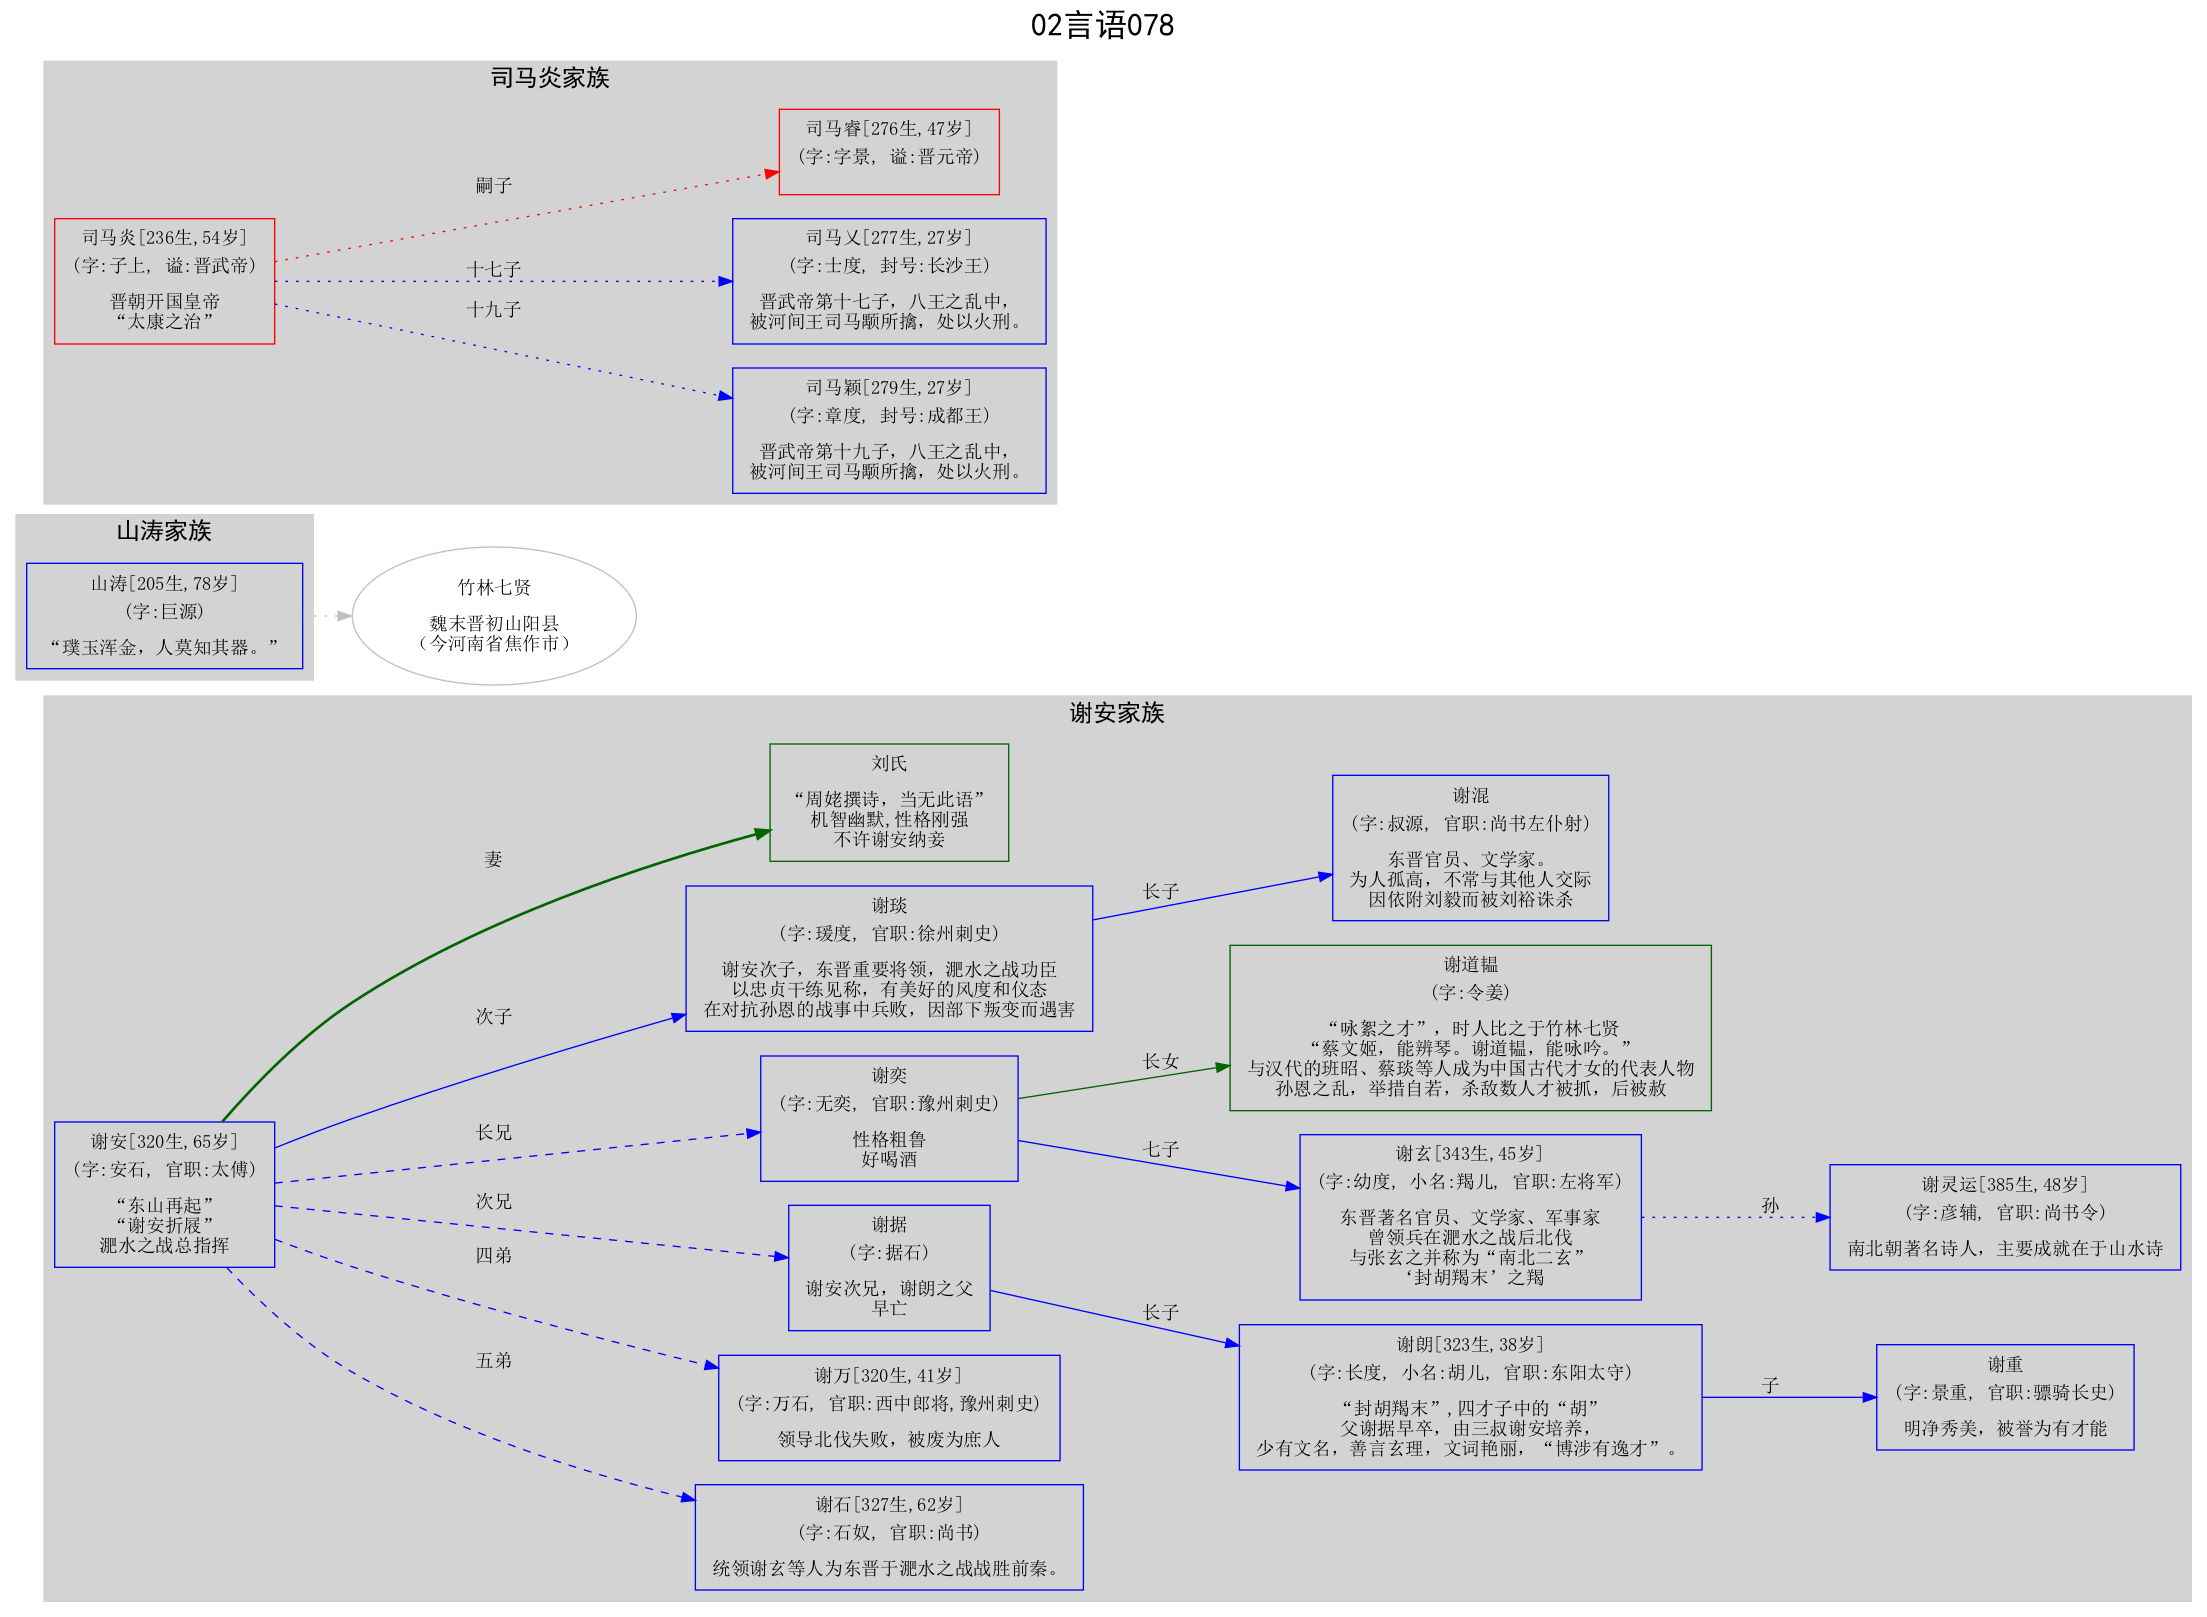 02言语078
司马炎家族
司马睿[276生,47岁]
(字:字景, 谥:晋元帝)
嗣子
司马炎[236生,54岁]
(字:子上, 谥:晋武帝)
晋朝开国皇帝
“太康之治”
十七子
司马乂[277生,27岁]
(字:士度, 封号:长沙王)
晋武帝第十七子，八王之乱中，
被河间王司马颙所擒，处以火刑。
十九子
司马颖[279生,27岁]
(字:章度, 封号:成都王)
晋武帝第十九子，八王之乱中，
被河间王司马颙所擒，处以火刑。
山涛家族
山涛[205生,78岁]
(字:巨源)
“璞玉浑金，人莫知其器。”
竹林七贤
魏末晋初山阳县
（今河南省焦作市）
谢安家族
刘氏
“周姥撰诗，当无此语”
机智幽默,性格刚强
不许谢安纳妾
妻
谢混
(字:叔源, 官职:尚书左仆射)
东晋官员、文学家。
为人孤高，不常与其他人交际
因依附刘毅而被刘裕诛杀
长子
谢琰
(字:瑗度, 官职:徐州刺史)
谢安次子，东晋重要将领，淝水之战功臣
以忠贞干练见称，有美好的风度和仪态
在对抗孙恩的战事中兵败，因部下叛变而遇害
次子
谢道韫
(字:令姜)
“咏絮之才”，时人比之于竹林七贤
“蔡文姬，能辨琴。谢道韫，能咏吟。”
与汉代的班昭、蔡琰等人成为中国古代才女的代表人物
孙恩之乱，举措自若，杀敌数人才被抓，后被赦
长女
谢奕
(字:无奕, 官职:豫州刺史)
性格粗鲁
好喝酒
长兄
七子
谢安[320生,65岁]
(字:安石, 官职:太傅)
“东山再起”
“谢安折屐”
淝水之战总指挥
谢玄[343生,45岁]
(字:幼度, 小名:羯儿, 官职:左将军)
东晋著名官员、文学家、军事家
曾领兵在淝水之战后北伐
与张玄之并称为“南北二玄”
‘封胡羯末’之羯
孙
谢灵运[385生,48岁]
(字:彦辅, 官职:尚书令)
南北朝著名诗人，主要成就在于山水诗
次兄
谢据
(字:据石)
谢安次兄，谢朗之父
早亡
长子
谢朗[323生,38岁]
(字:长度, 小名:胡儿, 官职:东阳太守)
“封胡羯末”,四才子中的“胡”
父谢据早卒，由三叔谢安培养，
少有文名，善言玄理，文词艳丽，“博涉有逸才”。
子
谢重
(字:景重, 官职:骠骑长史)
明净秀美，被誉为有才能
四弟
谢万[320生,41岁]
(字:万石, 官职:西中郎将,豫州刺史)
领导北伐失败，被废为庶人
五弟
谢石[327生,62岁]
(字:石奴, 官职:尚书)
统领谢玄等人为东晋于淝水之战战胜前秦。